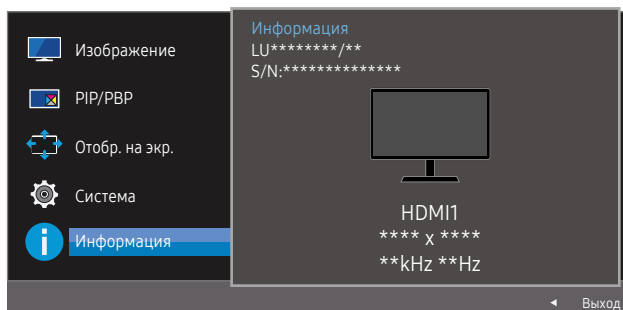 Изображение
PIP/PBP
Отобр. на экр.
Система
Информация
Информация
LU********/**
S/N:**************
HDMI1
**** x ****
**kHz **Hz
Выход